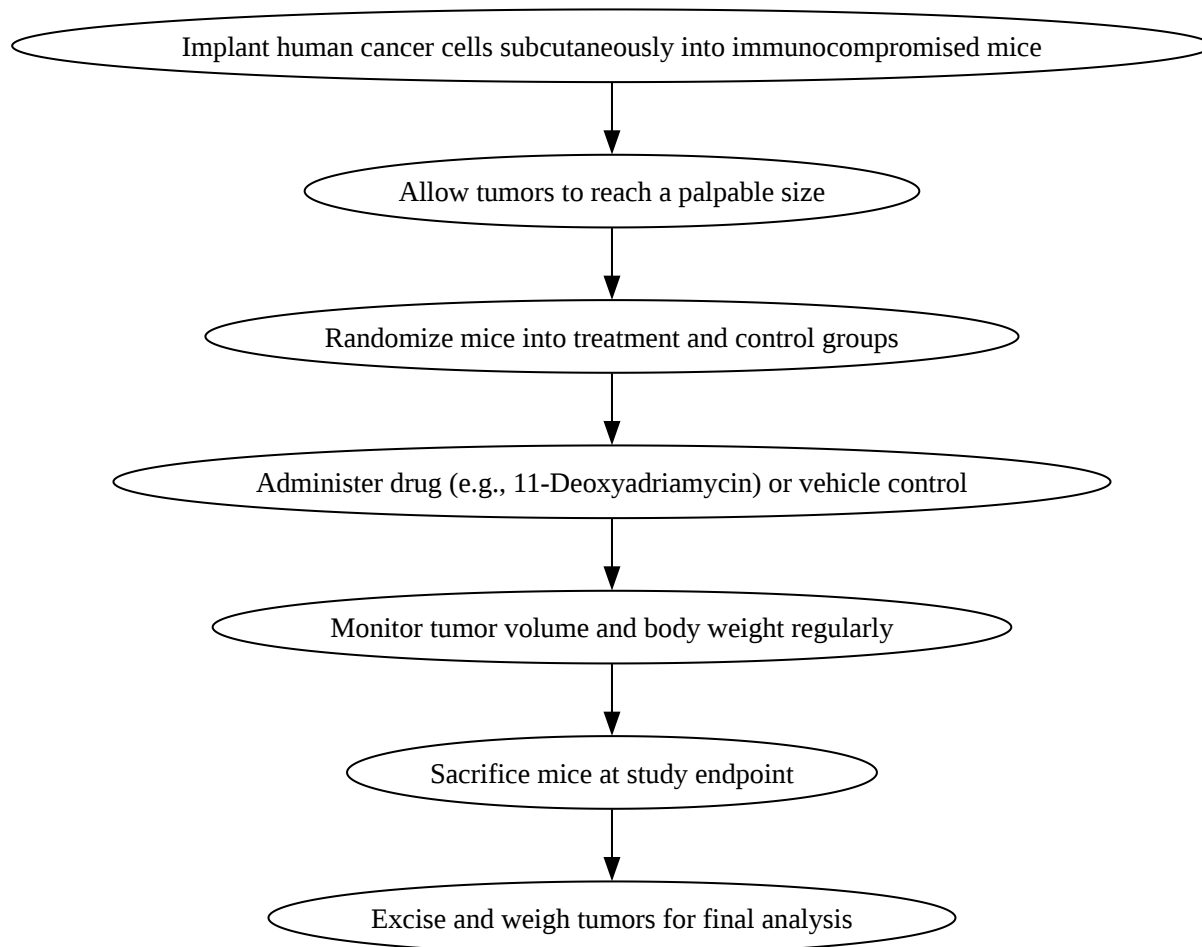 Implant human cancer cells subcutaneously into immunocompromised mice
Allow tumors to reach a palpable size
Randomize mice into treatment and control groups
Administer drug (e.g., 11-Deoxyadriamycin) or vehicle control
Monitor tumor volume and body weight regularly
Sacrifice mice at study endpoint
Excise and weigh tumors for final analysis